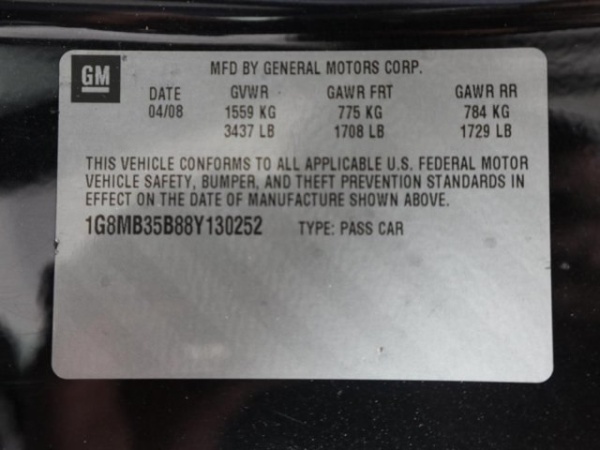 GM
MFD BY GENERAL MOTORS CORP.
DATE GVWR GAWR FRT GAWR RR
04/08 1559 KG 775 KG 784 KG
3437 LB 1708 LB 1729 LB
THIS VEHICLE CONFORMS TO ALL APPLICABLE U.S. FEDERAL MOTOR
VEHICLE SAFETY, BUMPER, AND THEFT PREVENTION STANDARDS IN
EFFECT ON THE DATE OF MANUFACTURE SHOWN ABOVE.
1G8MB35B88Y130252 TYPE: PASS CAR